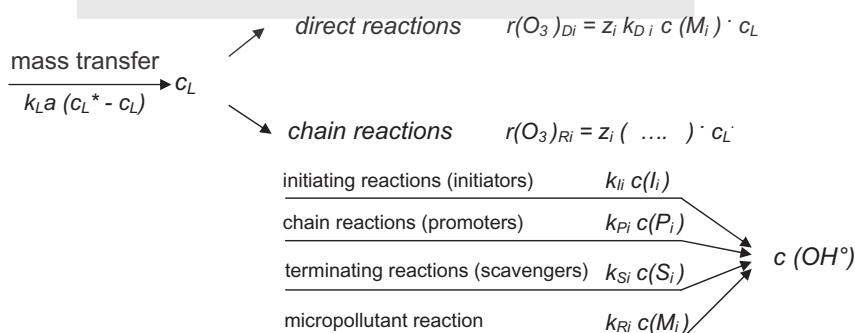 direct reactions r(O₃)Di = zi kD i c (Mi) · cL
mass transfer
cL
kLa (cL* - cL)
chain reactions r(O₃)Ri = zi ( .... ) · cL
initiating reactions (initiators) kIi c(Ii)
chain reactions (promoters) kPi c(Pi)
c (OH°)
terminating reactions (scavengers) kSi c(Si)
micropollutant reaction kRi c(Mi)